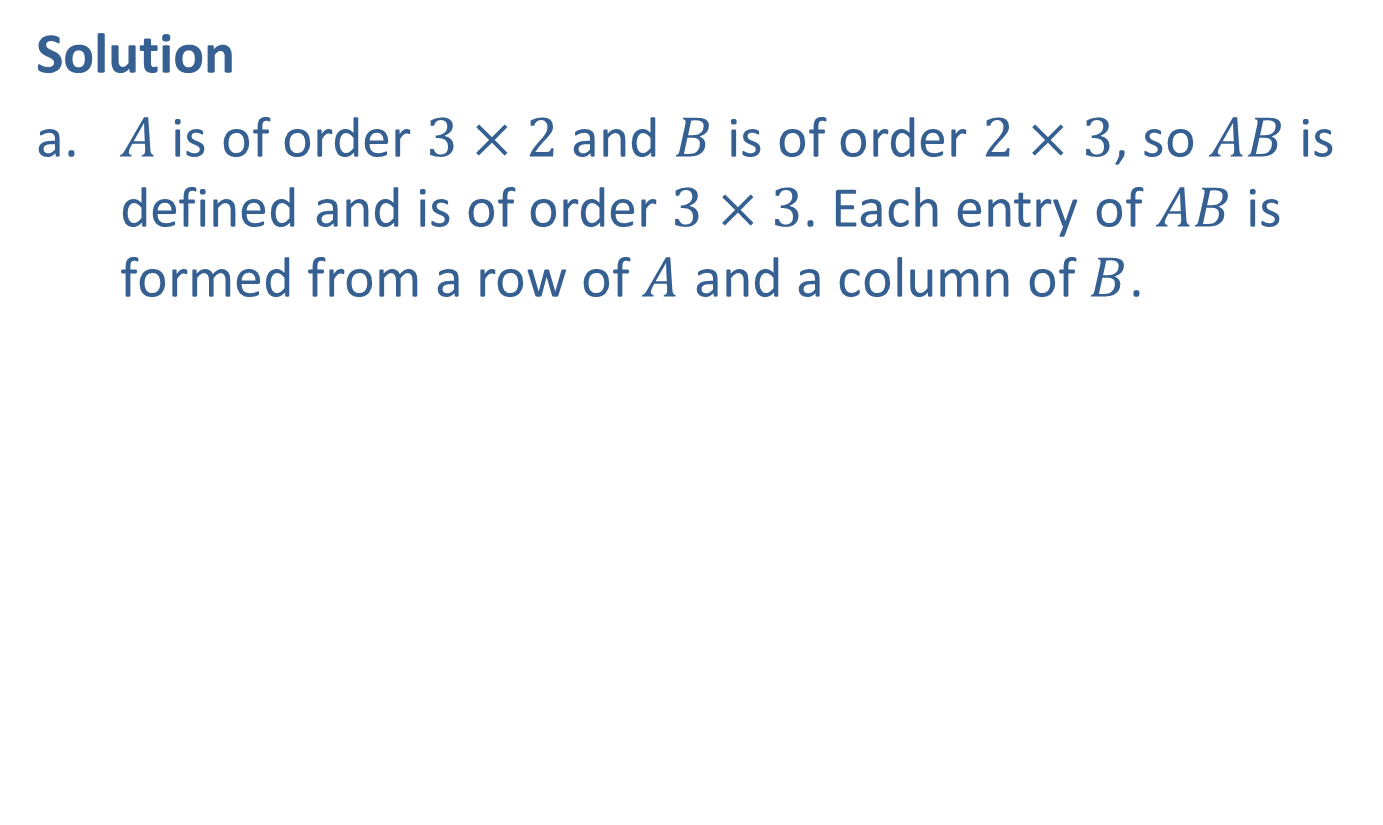 Solution
a. A is of order 3 × 2 and B is of order 2 × 3, so AB is
defined and is of order 3 × 3. Each entry of AB is
formed from a row of A and a column of B.